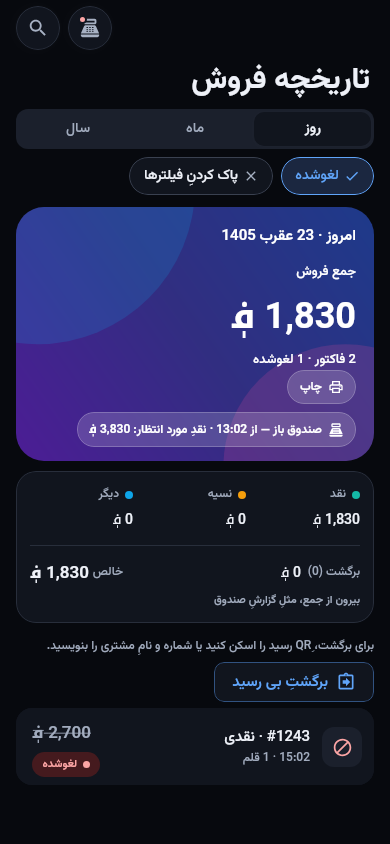 تاریخچه فروش
روز
ماه
سال
لغوشده
پاک کردنِ فیلترها
امروز · 23 عقرب 1405
جمع فروش
1,830 ؋
2 فاکتور · 1 لغوشده
چاپ
صندوق باز — از 13:02 · نقدِ مورد انتظار: 3,830 ؋
نقد
نسیه
دیگر
1,830 ؋
0 ؋
0 ؋
برگشت (0) 0 ؋
خالص 1,830 ؋
بیرون از جمع، مثلِ گزارشِ صندوق
برای برگشت، QR رسید را اسکن کنید یا شماره و نامِ مشتری را بنویسید.
برگشتِ بی رسید
#1243 · نقدی
2,700 ؋
15:02 · 1 قلم
لغوشده